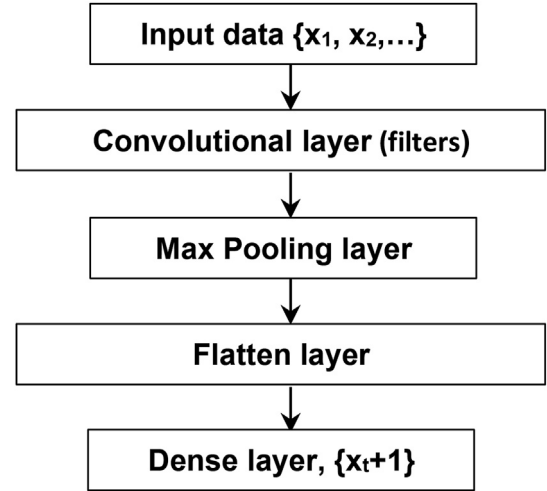 Input data {x₁, x₂,...}
Convolutional layer (filters)
Max Pooling layer
Flatten layer
Dense layer, {xₜ+1}